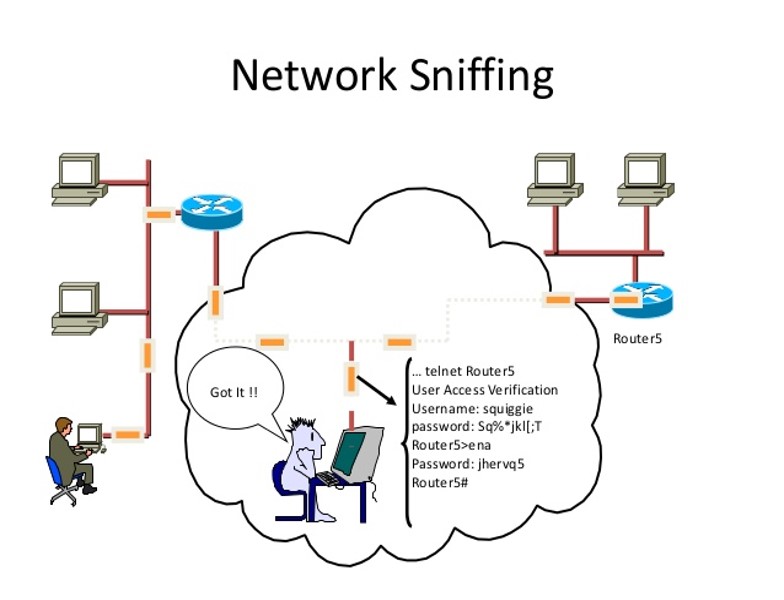 Network Sniffing
Router5
Got It !!
... telnet Router5
User Access Verification
Username: squiggie
password: Sq%*jkl[;T
Router5>ena
Password: jhervq5
Router5#